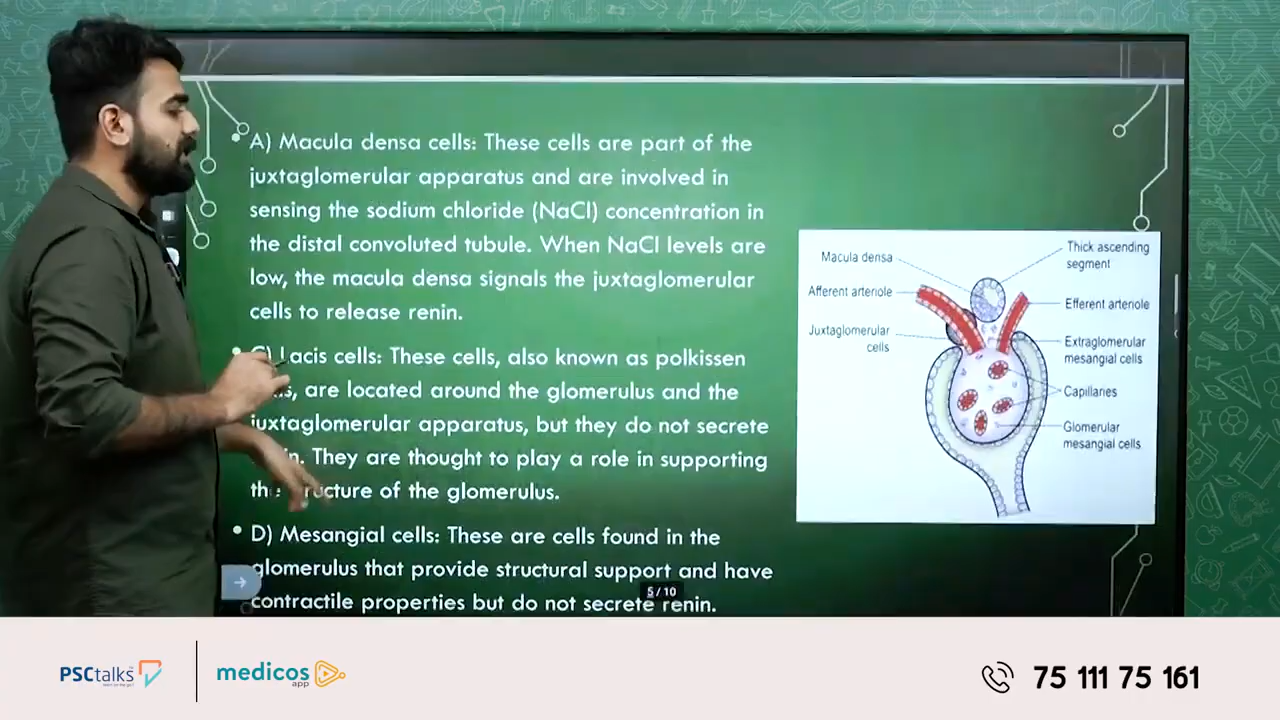 A) Macula densa cells: These cells are part of the
juxtaglomerular apparatus and are involved in
sensing the sodium chloride (NaCl) concentration in
the distal convoluted tubule. When NaCl levels are
low, the macula densa signals the juxtaglomerular
cells to release renin.
C) Lacis cells: These cells, also known as polkissen
are located around the glomerulus and the
juxtaglomerular apparatus, but they do not secrete
They are thought to play a role in supporting
the structure of the glomerulus.
D) Mesangial cells: These are cells found in the
glomerulus that provide structural support and have
contractile properties but do not secrete renin.
5 / 10
Macula densa
Afferent arteriole
Juxtaglomerular
cells
Thick ascending
segment
Efferent arteriole
Extraglomerular
mesangial cells
Capillaries
Glomerular
mesangial cells
PSCtalks
medicos
app
75 111 75 161